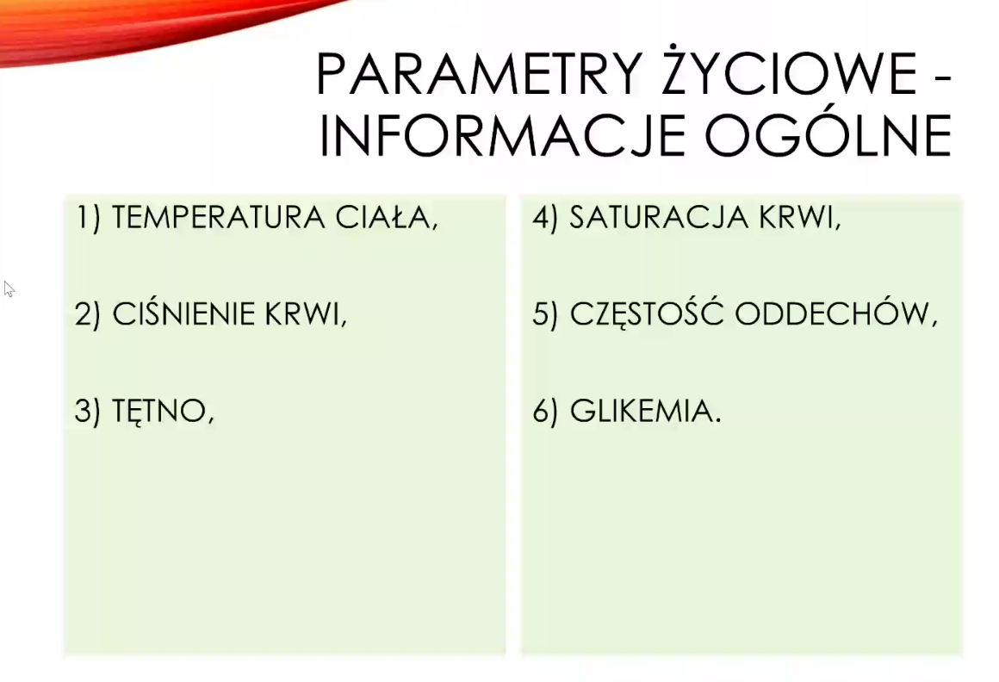 PARAMETRY ŻYCIOWE -
INFORMACJE OGÓLNE
1) TEMPERATURA CIAŁA,
2) CIŚNIENIE KRWI,
3) TĘTNO,
4) SATURACJA KRWI,
5) CZĘSTOŚĆ ODDECHÓW,
6) GLIKEMIA.